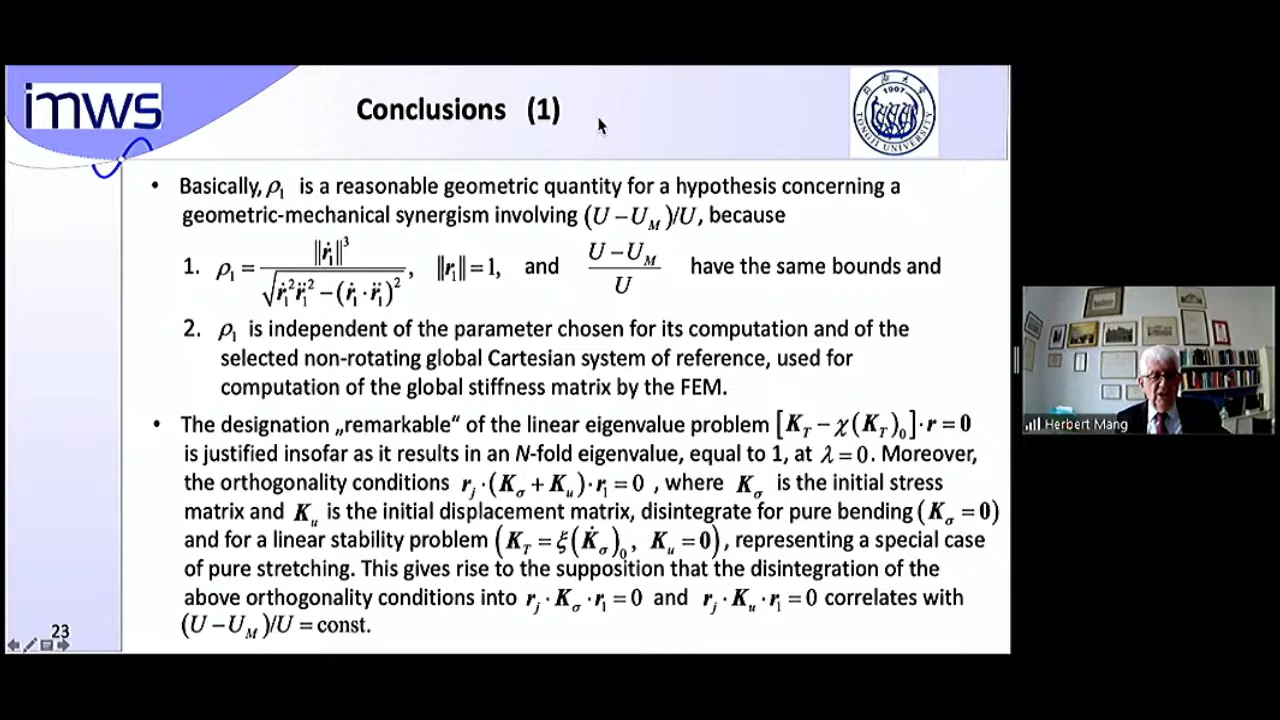 imws
Conclusions (1)
1907
TONGJI UNIVERSITY
• Basically, ρ₁ is a reasonable geometric quantity for a hypothesis concerning a
geometric-mechanical synergism involving (U − U_M)/U, because
1. ρ₁ = ‖ṙ₁‖³ / √(ṙ₁² r̈₁² − (ṙ₁ · r̈₁)²), ‖r₁‖ = 1, and (U − U_M)/U have the same bounds and
2. ρ₁ is independent of the parameter chosen for its computation and of the
selected non-rotating global Cartesian system of reference, used for
computation of the global stiffness matrix by the FEM.
• The designation „remarkable“ of the linear eigenvalue problem [K_T − χ(K_T)₀] · r = 0
is justified insofar as it results in an N-fold eigenvalue, equal to 1, at λ = 0. Moreover,
the orthogonality conditions r_j · (K_σ + K_u) · r₁ = 0 , where K_σ is the initial stress
matrix and K_u is the initial displacement matrix, disintegrate for pure bending (K_σ = 0)
and for a linear stability problem (K_T = ξ(K̇_σ)₀, K_u = 0), representing a special case
of pure stretching. This gives rise to the supposition that the disintegration of the
above orthogonality conditions into r_j · K_σ · r₁ = 0 and r_j · K_u · r₁ = 0 correlates with
(U − U_M)/U = const.
23
Herbert Mang